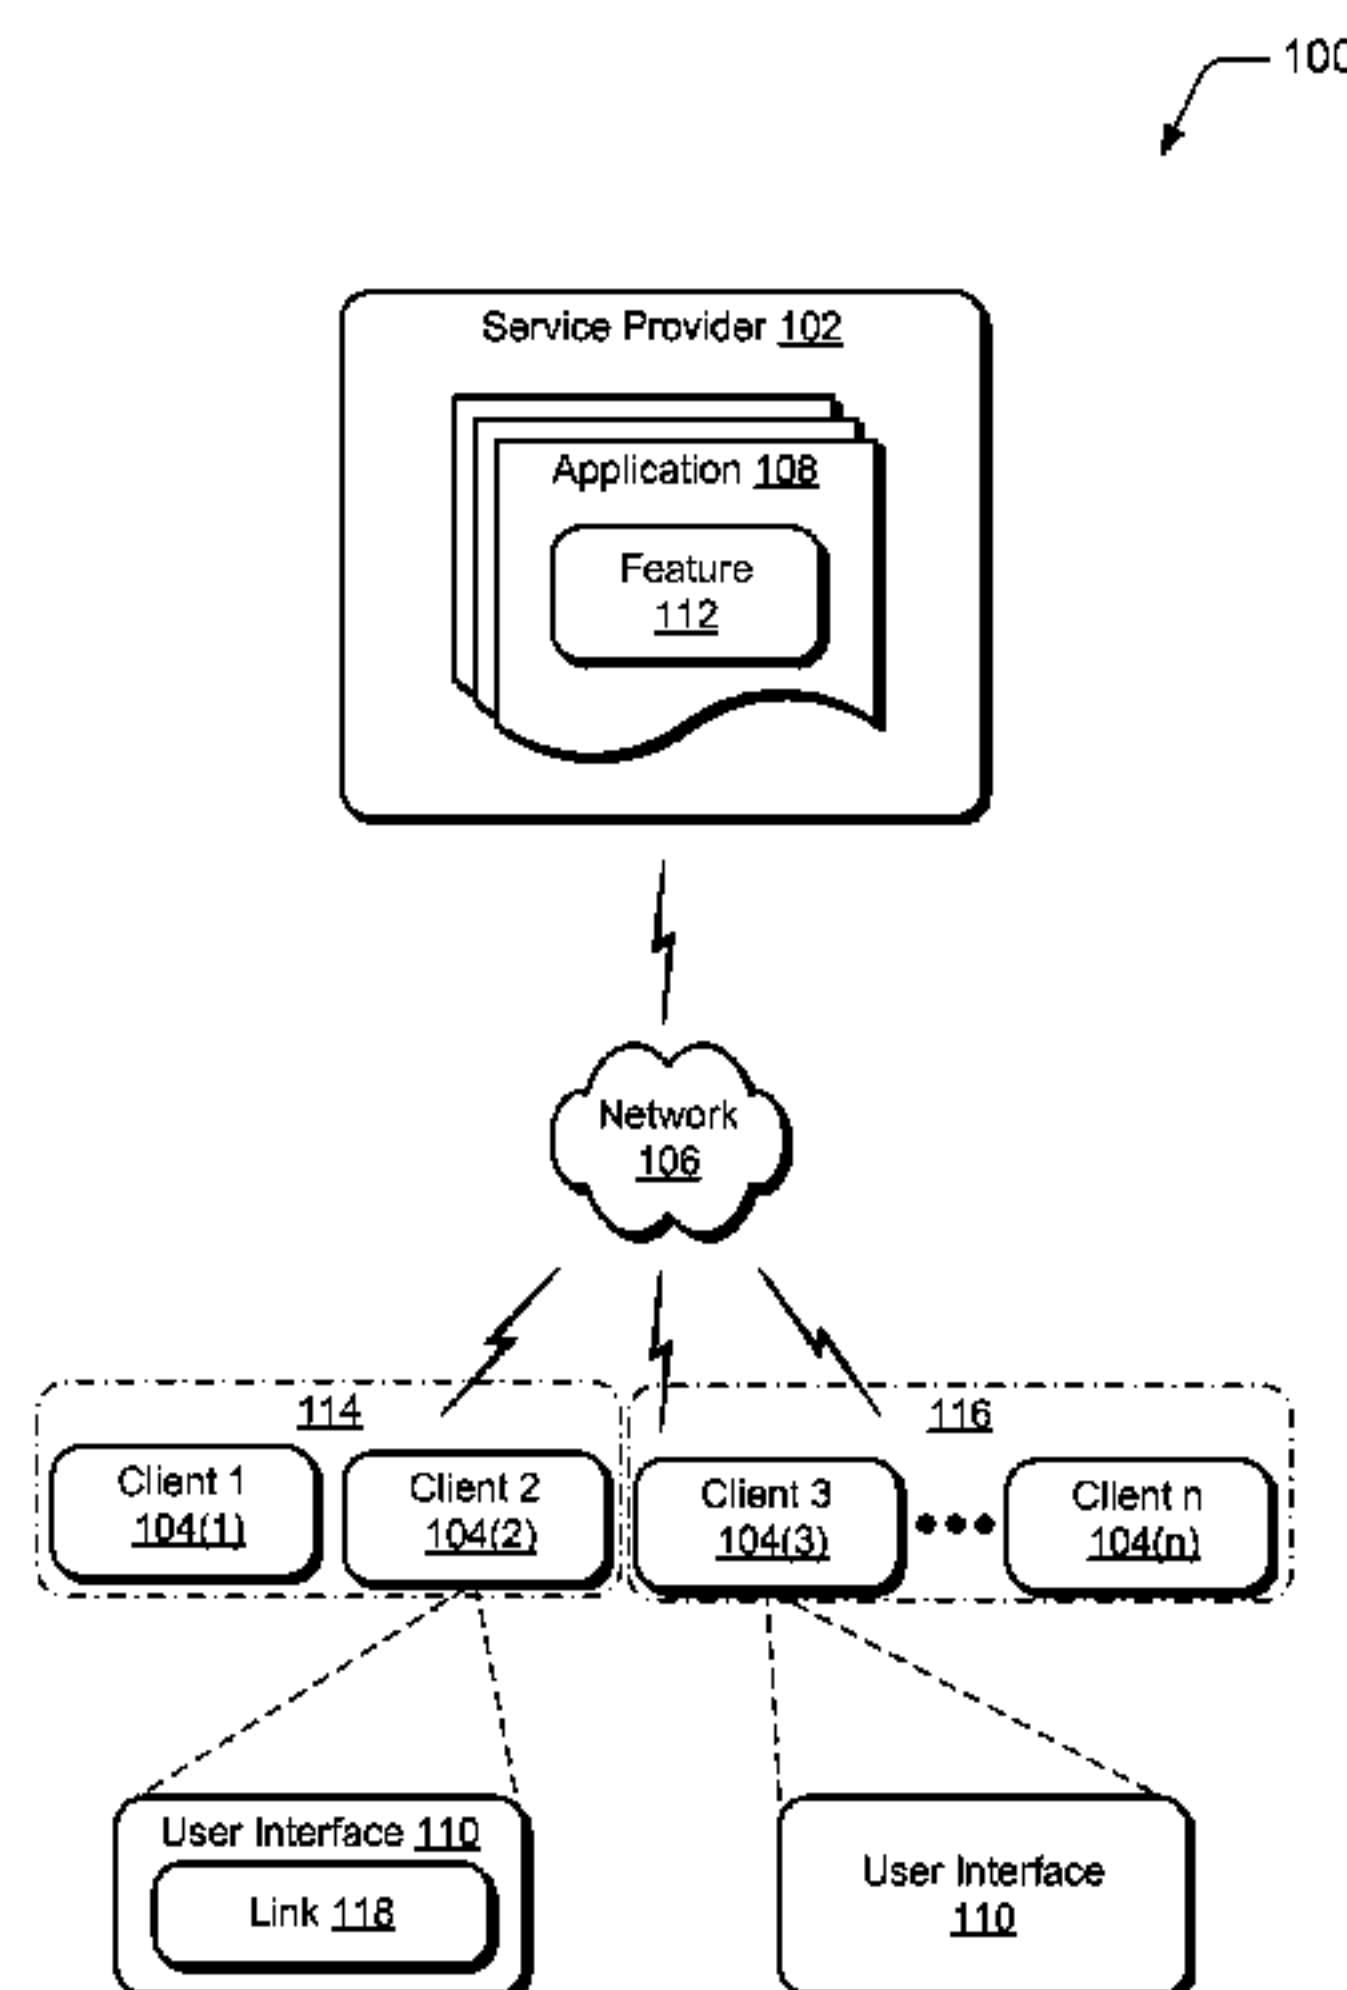 100
Service Provider 102
Application 108
Feature
112
Network
106
114
116
Client 1
104(1)
Client 2
104(2)
Client 3
104(3)
Client n
104(n)
User Interface 110
Link 118
User Interface
110